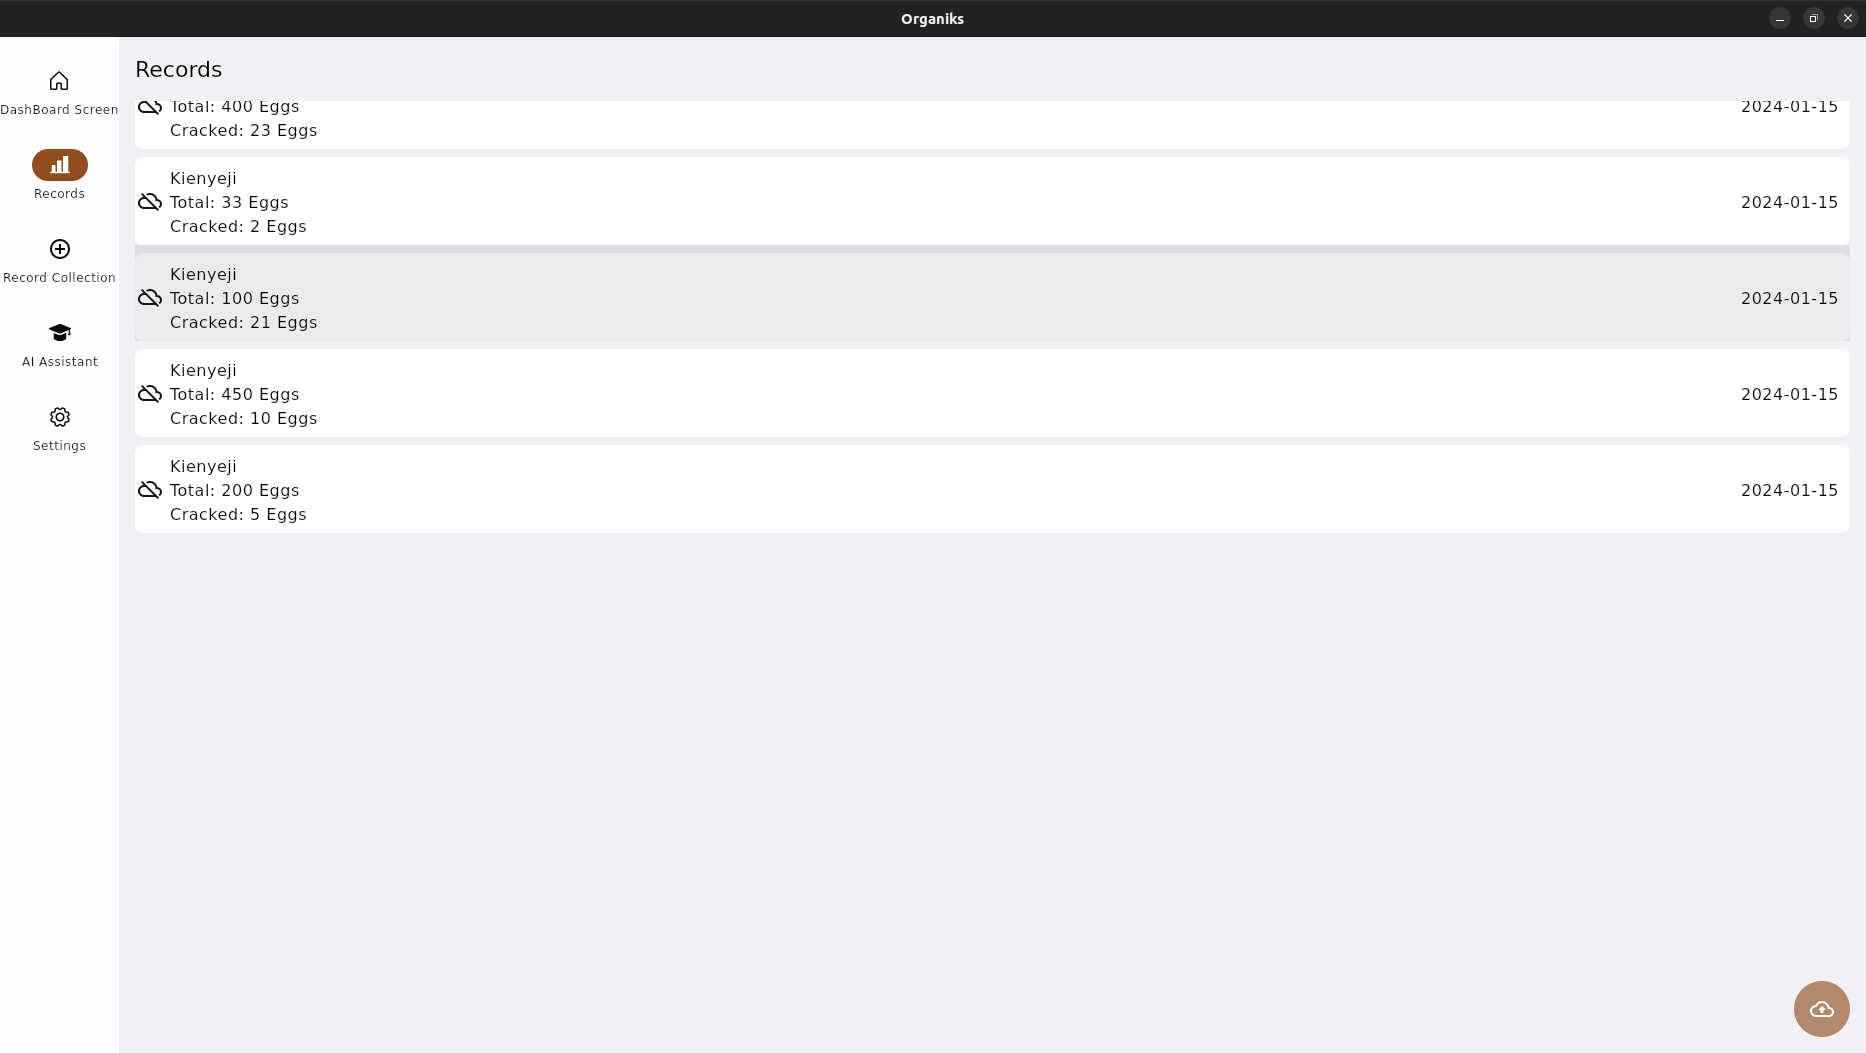 Organiks
DashBoard Screen
Records
Record Collection
AI Assistant
Settings
Records
Total: 400 Eggs
Cracked: 23 Eggs
2024-01-15
Kienyeji
Total: 33 Eggs
Cracked: 2 Eggs
2024-01-15
Kienyeji
Total: 100 Eggs
Cracked: 21 Eggs
2024-01-15
Kienyeji
Total: 450 Eggs
Cracked: 10 Eggs
2024-01-15
Kienyeji
Total: 200 Eggs
Cracked: 5 Eggs
2024-01-15